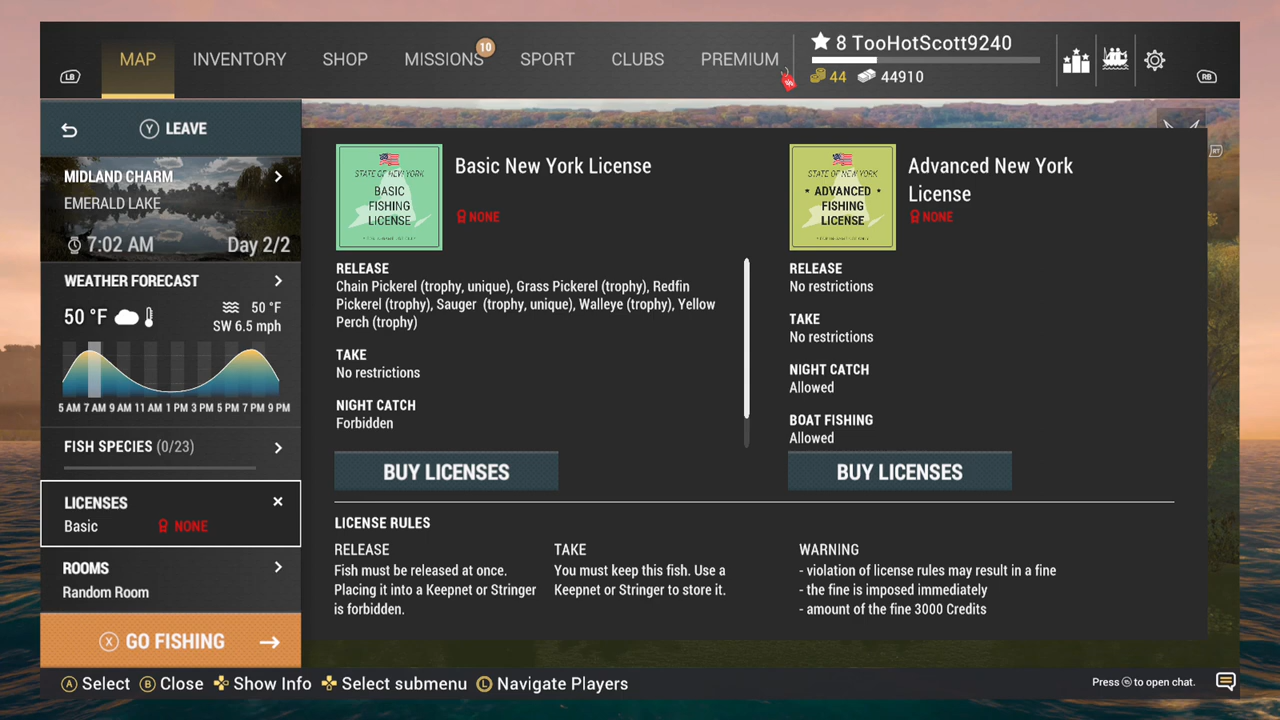 LB
MAP
INVENTORY
SHOP
MISSIONS
10
SPORT
CLUBS
PREMIUM
8 TooHotScott9240
44
44910
RB
Y LEAVE
MIDLAND CHARM
EMERALD LAKE
7:02 AM
Day 2/2
WEATHER FORECAST
50 °F
50 °F
SW 6.5 mph
5 AM 7 AM 9 AM 11 AM 1 PM 3 PM 5 PM 7 PM 9 PM
FISH SPECIES (0/23)
LICENSES
Basic
NONE
ROOMS
Random Room
X GO FISHING
STATE OF NEW YORK
BASIC
FISHING
LICENSE
Basic New York License
NONE
RELEASE
Chain Pickerel (trophy, unique), Grass Pickerel (trophy), Redfin
Pickerel (trophy), Sauger (trophy, unique), Walleye (trophy), Yellow
Perch (trophy)
TAKE
No restrictions
NIGHT CATCH
Forbidden
BUY LICENSES
STATE OF NEW YORK
ADVANCED
FISHING
LICENSE
Advanced New York
License
NONE
RELEASE
No restrictions
TAKE
No restrictions
NIGHT CATCH
Allowed
BOAT FISHING
Allowed
BUY LICENSES
RT
LICENSE RULES
RELEASE
Fish must be released at once.
Placing it into a Keepnet or Stringer
is forbidden.
TAKE
You must keep this fish. Use a
Keepnet or Stringer to store it.
WARNING
- violation of license rules may result in a fine
- the fine is imposed immediately
- amount of the fine 3000 Credits
A Select B Close Show Info Select submenu L Navigate Players
Press to open chat.